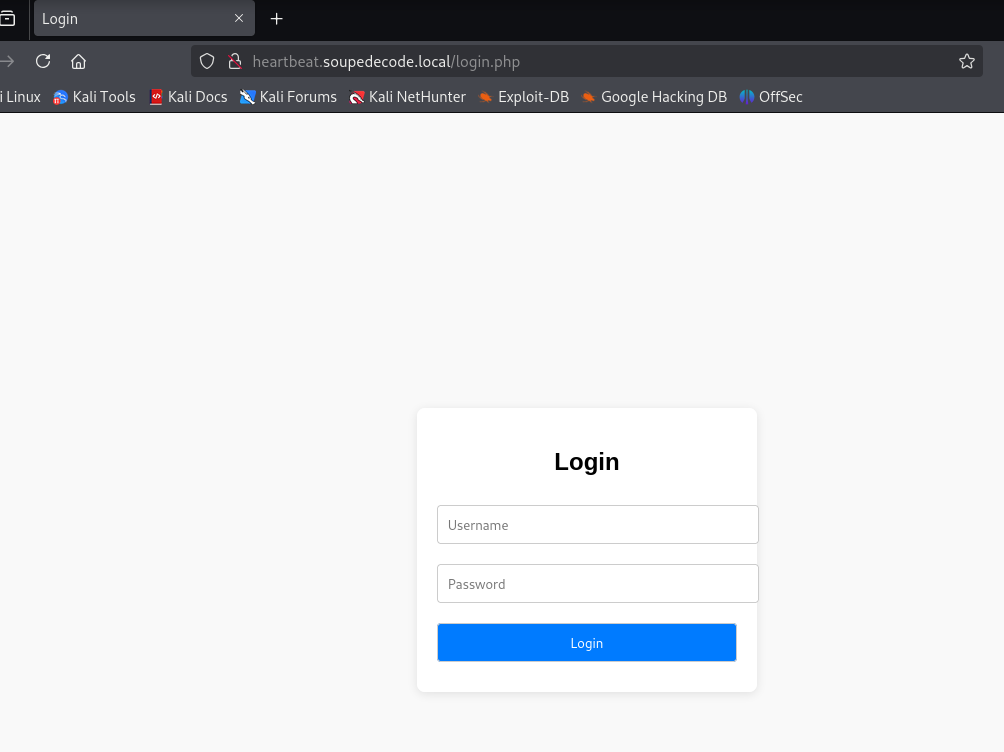 Login
heartbeat.soupedecode.local/login.php
i Linux Kali Tools Kali Docs Kali Forums Kali NetHunter Exploit-DB Google Hacking DB OffSec
Login
Username
Password
Login